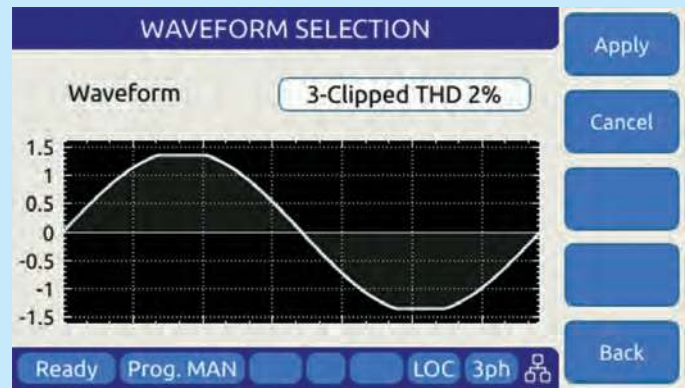 WAVEFORM SELECTION
Waveform
3-Clipped THD 2%
1.5
1
0.5
0
-0.5
-1
-1.5
Ready
Prog. MAN
LOC
3ph
Apply
Cancel
Back